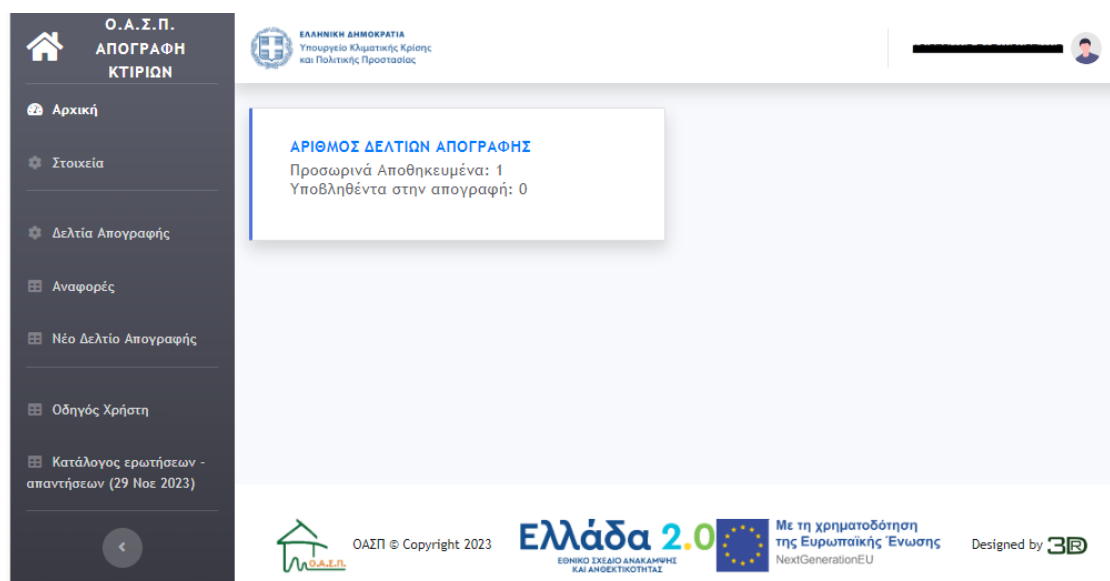 Ο.Α.Σ.Π.
ΑΠΟΓΡΑΦΗ
ΚΤΙΡΙΩΝ
Αρχική
Στοιχεία
Δελτία Απογραφής
Αναφορές
Νέο Δελτίο Απογραφής
Οδηγός Χρήστη
Κατάλογος ερωτήσεων -
απαντήσεων (29 Νοε 2023)
ΕΛΛΗΝΙΚΗ ΔΗΜΟΚΡΑΤΙΑ
Υπουργείο Κλιματικής Κρίσης
και Πολιτικής Προστασίας
ΑΡΙΘΜΟΣ ΔΕΛΤΙΩΝ ΑΠΟΓΡΑΦΗΣ
Προσωρινά Αποθηκευμένα: 1
Υποβληθέντα στην απογραφή: 0
Ο.Α.Σ.Π.
ΟΑΣΠ © Copyright 2023
Ελλάδα 2.0
ΕΘΝΙΚΟ ΣΧΕΔΙΟ ΑΝΑΚΑΜΨΗΣ
ΚΑΙ ΑΝΘΕΚΤΙΚΟΤΗΤΑΣ
Με τη χρηματοδότηση
της Ευρωπαϊκής Ένωσης
NextGenerationEU
Designed by 3R